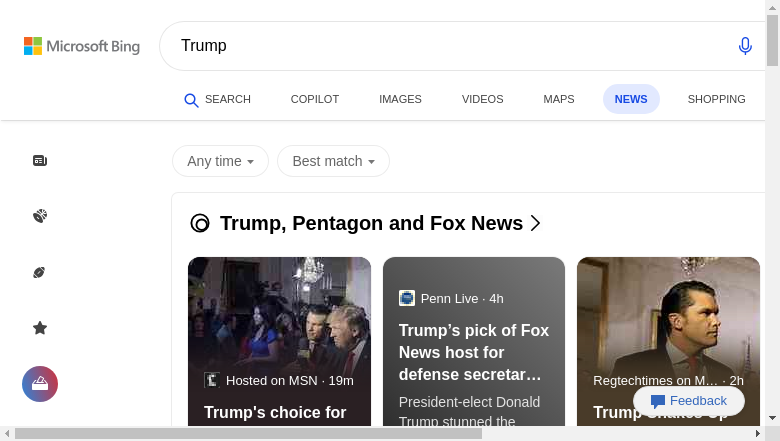 Microsoft Bing
Trump
SEARCH
COPILOT
IMAGES
VIDEOS
MAPS
NEWS
SHOPPING
Any time
Best match
Trump, Pentagon and Fox News
Hosted on MSN · 19m
Trump's choice for
Penn Live · 4h
Trump’s pick of Fox
News host for
defense secretar…
President-elect Donald
Trump stunned the
Regtechtimes on M… · 2h
Trump Shakes Up
Feedback